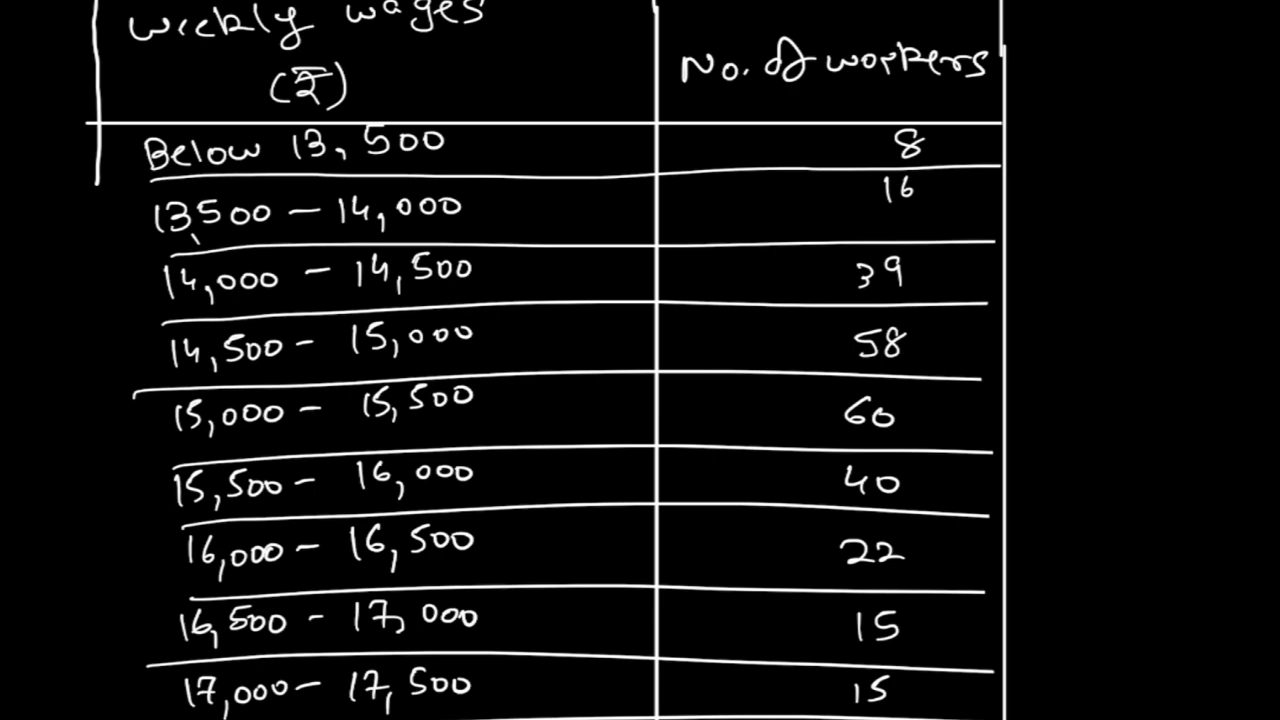 Weekly wages
(₹)
No. of workers
Below 13,500 8
13,500 - 14,000 16
14,000 - 14,500 39
14,500 - 15,000 58
15,000 - 15,500 60
15,500 - 16,000 40
16,000 - 16,500 22
16,500 - 17,000 15
17,000 - 17,500 15